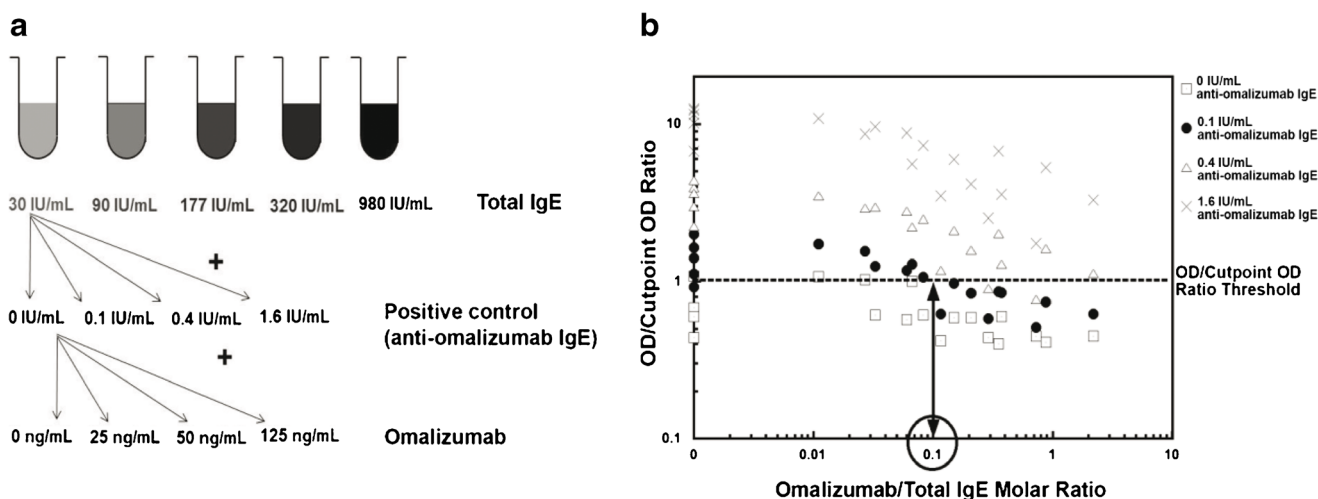 a
30 IU/mL 90 IU/mL 177 IU/mL 320 IU/mL 980 IU/mL Total IgE
+
0 IU/mL 0.1 IU/mL 0.4 IU/mL 1.6 IU/mL Positive control
(anti-omalizumab IgE)
+
0 ng/mL 25 ng/mL 50 ng/mL 125 ng/mL Omalizumab
b
OD/Cutpoint OD Ratio
10
1
0.1
0 0.01 0.1 1 10
Omalizumab/Total IgE Molar Ratio
0 IU/mL
anti-omalizumab IgE
0.1 IU/mL
anti-omalizumab IgE
0.4 IU/mL
anti-omalizumab IgE
1.6 IU/mL
anti-omalizumab IgE
OD/Cutpoint OD
Ratio Threshold